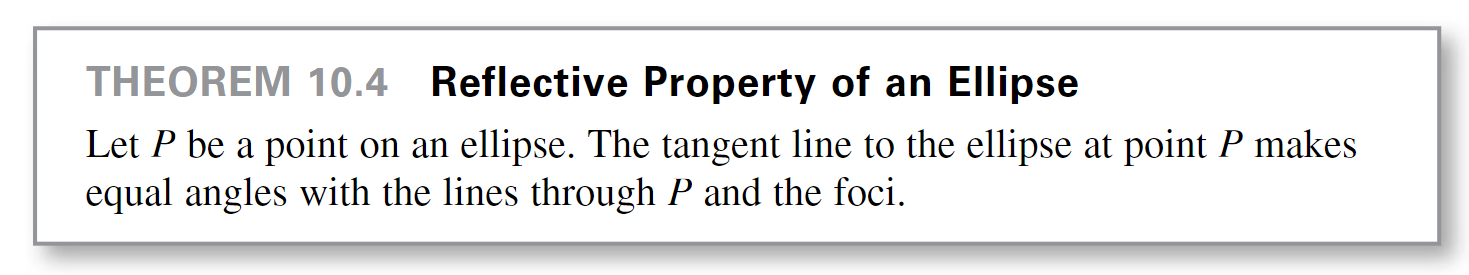 THEOREM 10.4 Reflective Property of an Ellipse
Let P be a point on an ellipse. The tangent line to the ellipse at point P makes
equal angles with the lines through P and the foci.